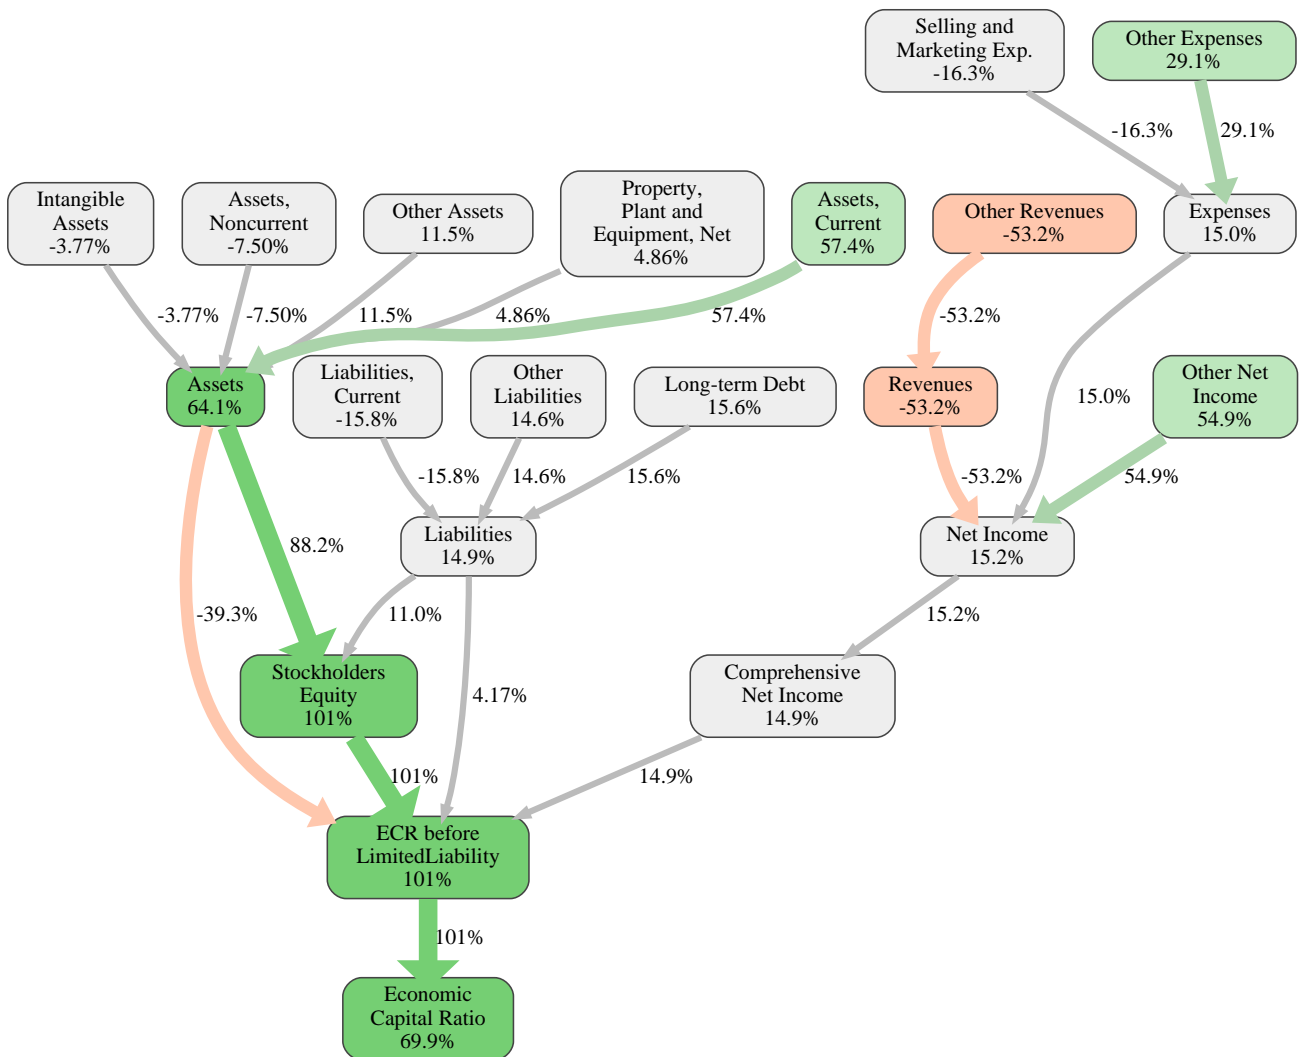 Selling and
Marketing Exp.
-16.3%
Other Expenses
29.1%
-16.3%
29.1%
Intangible
Assets
-3.77%
Assets,
Noncurrent
-7.50%
Other Assets
11.5%
Property,
Plant and
Equipment, Net
4.86%
Assets,
Current
57.4%
Other Revenues
-53.2%
Expenses
15.0%
-3.77%
-7.50%
11.5%
4.86%
57.4%
-53.2%
Assets
64.1%
Liabilities,
Current
-15.8%
Other
Liabilities
14.6%
Long-term Debt
15.6%
Revenues
-53.2%
15.0%
Other Net
Income
54.9%
-15.8%
14.6%
15.6%
-53.2%
54.9%
88.2%
Liabilities
14.9%
Net Income
15.2%
-39.3%
11.0%
15.2%
Stockholders
Equity
101%
4.17%
Comprehensive
Net Income
14.9%
101%
14.9%
ECR before
LimitedLiability
101%
101%
Economic
Capital Ratio
69.9%